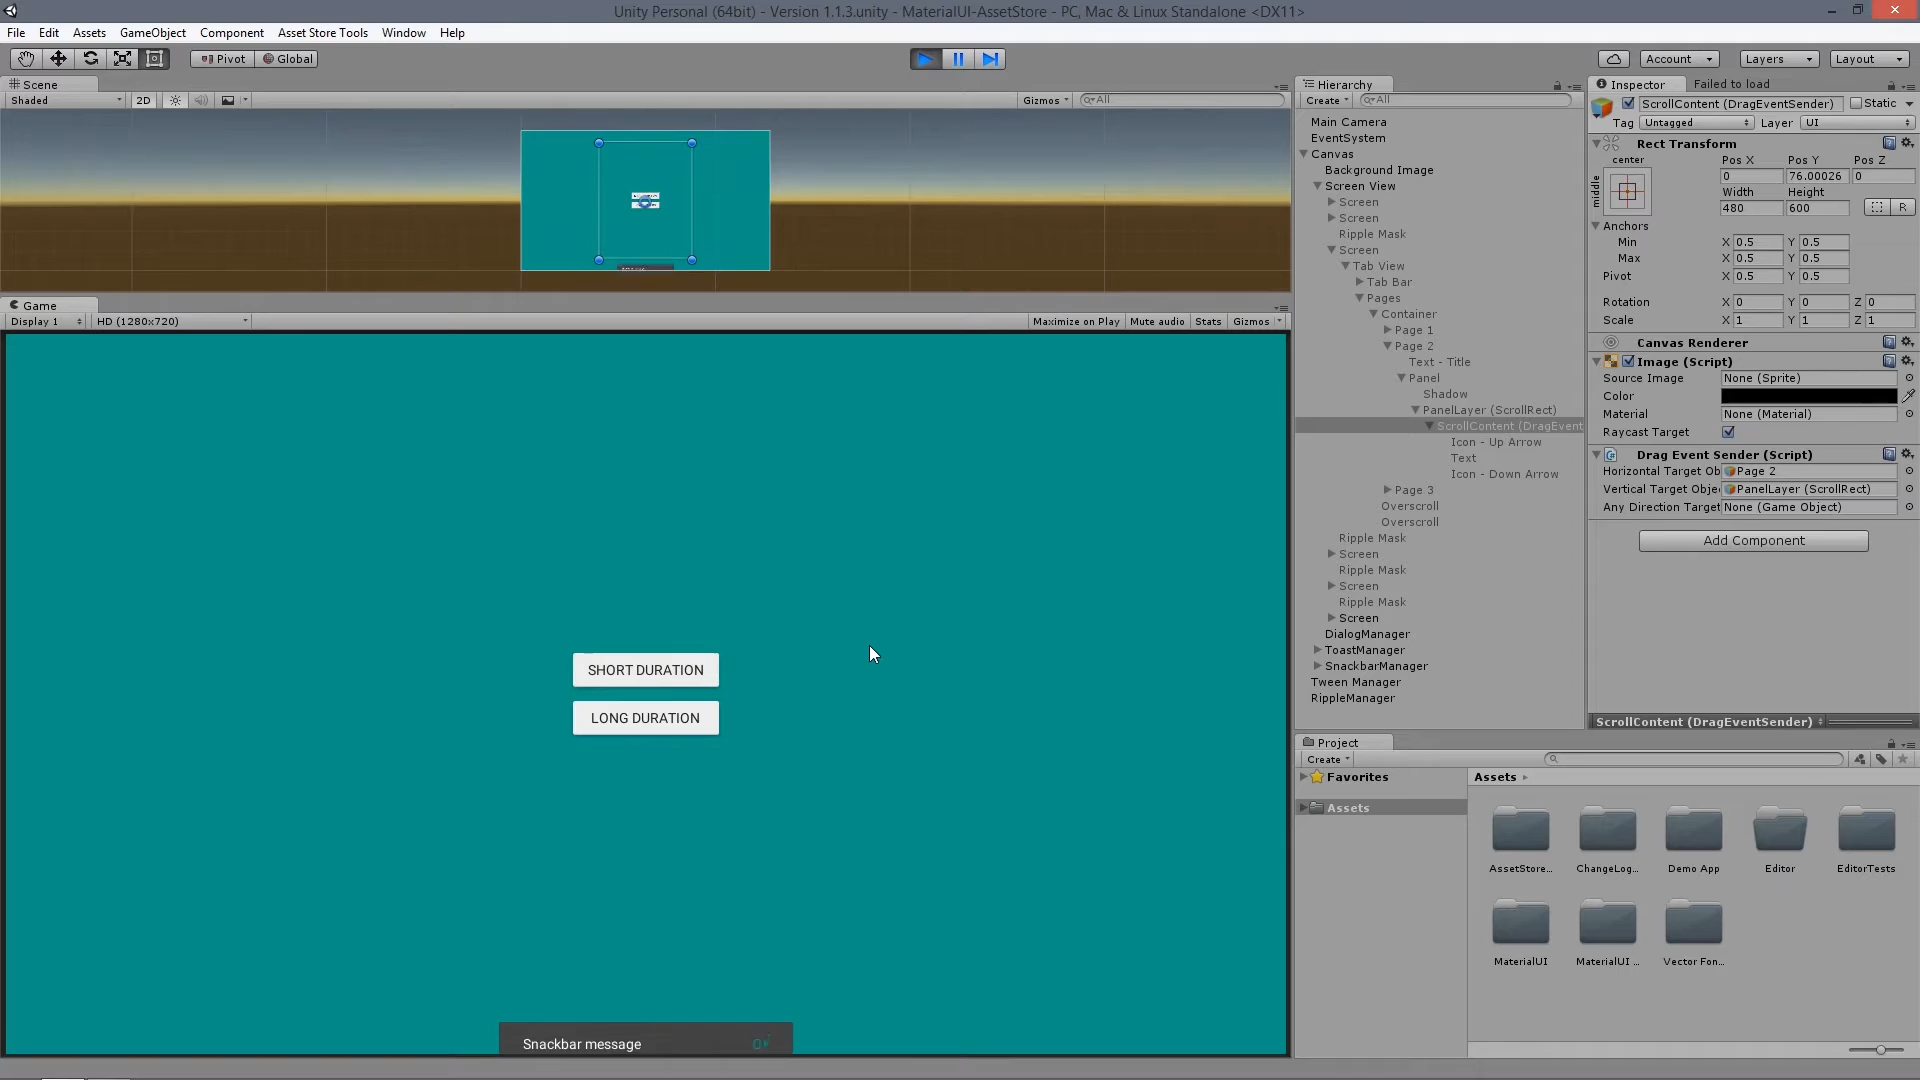 Unity Personal (64bit) - Version 1.1.3.unity - MaterialUI-AssetStore - PC, Mac & Linux Standalone <DX11>
File Edit Assets GameObject Component Asset Store Tools Window Help
Pivot Global Account Layers Layout
Scene
Shaded 2D Gizmos All
Game
Display 1 HD (1280x720) Maximize on Play Mute audio Stats Gizmos
SHORT DURATION
LONG DURATION
Snackbar message
Hierarchy
Create All
Main Camera
EventSystem
Canvas
Background Image
Screen View
Screen
Screen
Ripple Mask
Screen
Tab View
Tab Bar
Pages
Container
Page 1
Page 2
Text - Title
Panel
Shadow
PanelLayer (ScrollRect)
ScrollContent (DragEvent
Icon - Up Arrow
Text
Icon - Down Arrow
Page 3
Overscroll
Overscroll
Ripple Mask
Screen
Ripple Mask
Screen
Ripple Mask
Screen
DialogManager
ToastManager
SnackbarManager
Tween Manager
RippleManager
Inspector Failed to load
ScrollContent (DragEventSender) Static
Tag Untagged Layer UI
Rect Transform
center
middle
Pos X Pos Y Pos Z
0 76.00026 0
Width Height
480 600 R
Anchors
Min X 0.5 Y 0.5
Max X 0.5 Y 0.5
Pivot X 0.5 Y 0.5
Rotation X 0 Y 0 Z 0
Scale X 1 Y 1 Z 1
Canvas Renderer
Image (Script)
Source Image None (Sprite)
Color
Material None (Material)
Raycast Target
Drag Event Sender (Script)
Horizontal Target Ob Page 2
Vertical Target Obje PanelLayer (ScrollRect)
Any Direction Target None (Game Object)
Add Component
ScrollContent (DragEventSender)
Project
Create
Favorites
Assets
Assets
AssetStore... ChangeLog... Demo App Editor EditorTests
MaterialUI MaterialUI ... Vector Fon...